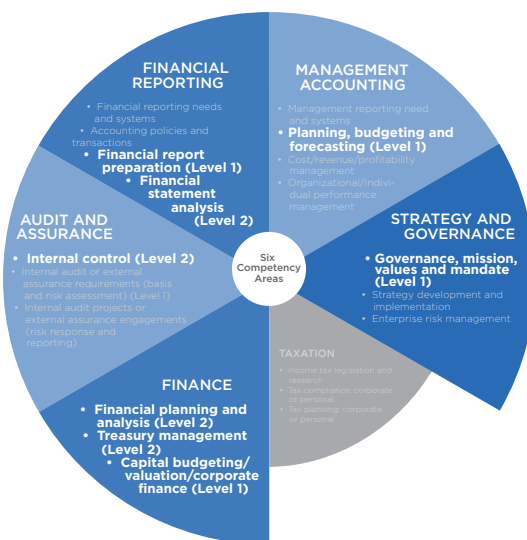 FINANCIAL
REPORTING
• Financial reporting needs
and systems
• Accounting policies and
transactions
• Financial report
preparation (Level 1)
• Financial
statement
analysis
(Level 2)
MANAGEMENT
ACCOUNTING
• Management reporting need
and systems
• Planning, budgeting and
forecasting (Level 1)
• Cost/revenue/profitability
management
• Organizational/indivi-
dual performance
management
STRATEGY AND
GOVERNANCE
• Governance, mission,
values and mandate
(Level 1)
• Strategy development and
implementation
• Enterprise risk management
AUDIT AND
ASSURANCE
• Internal control (Level 2)
• Internal audit or external
assurance requirements (basis
and risk assessment) (Level 1)
• Internal audit projects or
external assurance engagements
(risk response and
reporting)
Six
Competency
Areas
TAXATION
• Income tax legislation and
research
• Tax compliance: corporate
or personal
• Tax planning: corporate
or personal
FINANCE
• Financial planning and
analysis (Level 2)
• Treasury management
(Level 2)
• Capital budgeting/
valuation/corporate
finance (Level 1)